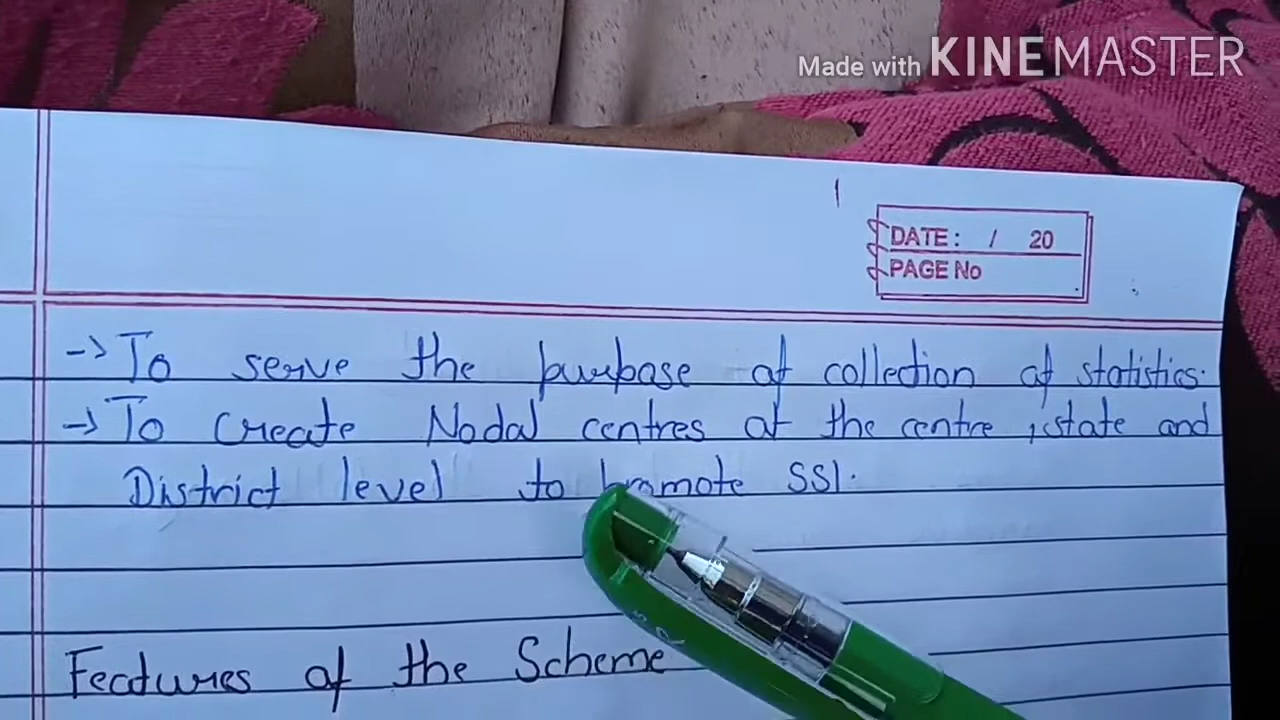 Made with KINEMASTER
DATE: / 20
PAGE No
-> To serve the purpose of collection of statistics.
-> To create Nodal centres at the centre, state and
District level to promote SSI.
Features of the Scheme